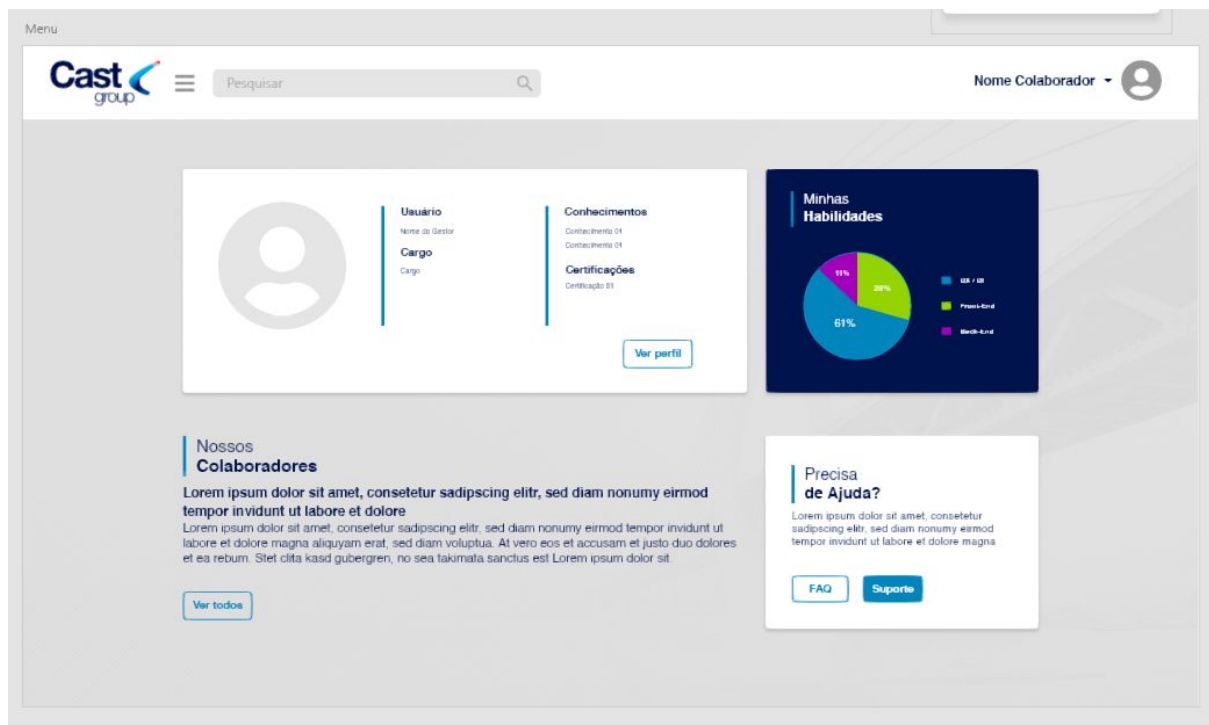 Menu
Cast
group
Pesquisar
Nome Colaborador
Usuário
Nome do Gestor
Cargo
Cargo
Conhecimentos
Conhecimento 01
Conhecimento 01
Certificações
Certificação 01
Ver perfil
Minhas
Habilidades
11%
28%
61%
UX / UI
Front-End
Back-End
Nossos
Colaboradores
Lorem ipsum dolor sit amet, consetetur sadipscing elitr, sed diam nonumy eirmod
tempor invidunt ut labore et dolore
Lorem ipsum dolor sit amet, consetetur sadipscing elitr, sed diam nonumy eirmod tempor invidunt ut
labore et dolore magna aliquyam erat, sed diam voluptua. At vero eos et accusam et justo duo dolores
et ea rebum. Stet clita kasd gubergren, no sea takimata sanctus est Lorem ipsum dolor sit.
Ver todos
Precisa
de Ajuda?
Lorem ipsum dolor sit amet, consetetur
sadipscing elitr, sed diam nonumy eirmod
tempor invidunt ut labore et dolore magna
FAQ
Suporte